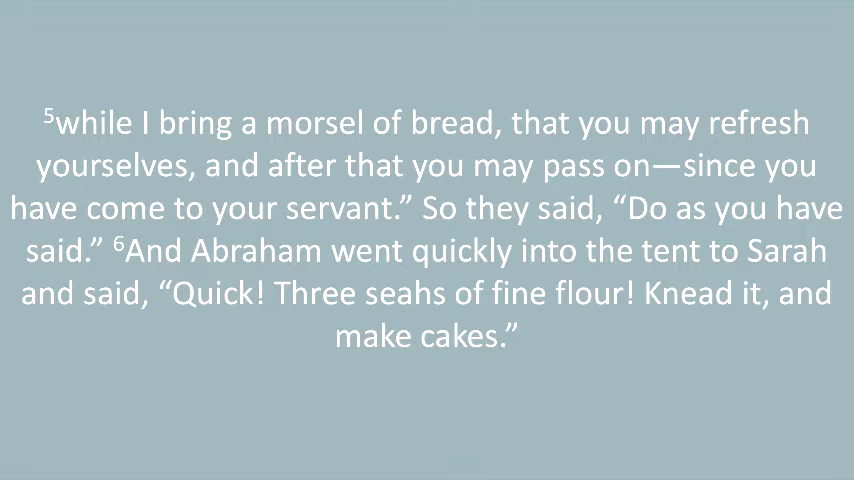 ⁵while I bring a morsel of bread, that you may refresh
yourselves, and after that you may pass on—since you
have come to your servant.” So they said, “Do as you have
said.” ⁶And Abraham went quickly into the tent to Sarah
and said, “Quick! Three seahs of fine flour! Knead it, and
make cakes.”